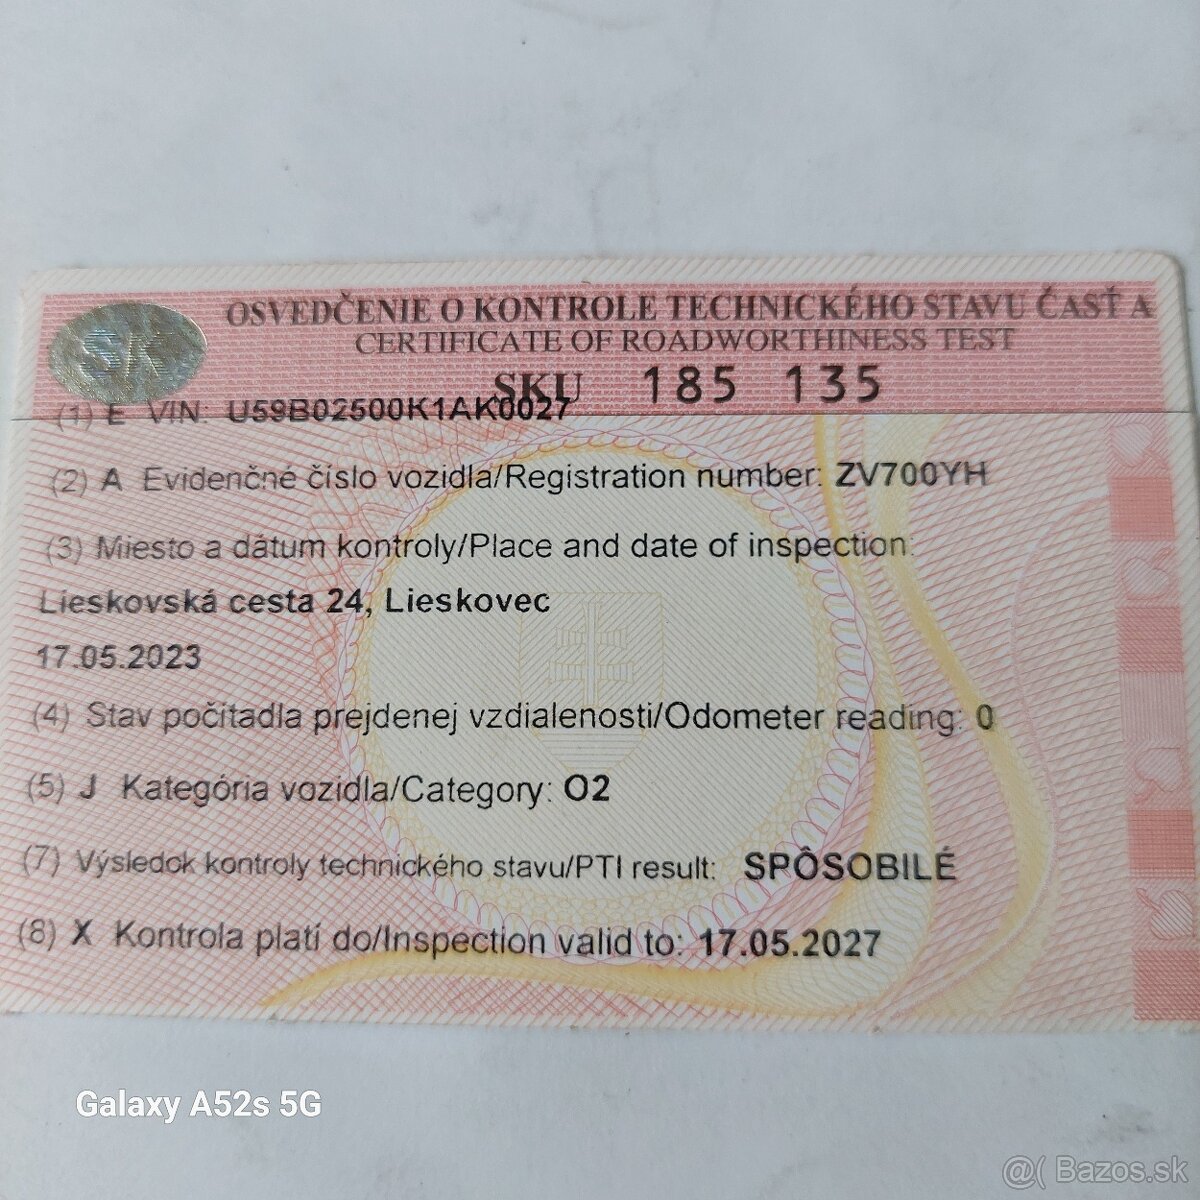 SK
OSVEDČENIE O KONTROLE TECHNICKÉHO STAVU ČASŤ A
CERTIFICATE OF ROADWORTHINESS TEST
SKU 185 135
(1) E VIN: U59B02500K1AK0027
(2) A Evidenčné číslo vozidla/Registration number: ZV700YH
(3) Miesto a dátum kontroly/Place and date of inspection:
Lieskovská cesta 24, Lieskovec
17.05.2023
(4) Stav počítadla prejdenej vzdialenosti/Odometer reading: 0
(5) J Kategória vozidla/Category: O2
(7) Výsledok kontroly technického stavu/PTI result: SPÔSOBILÉ
(8) X Kontrola platí do/Inspection valid to: 17.05.2027
Galaxy A52s 5G
@( Bazos.sk